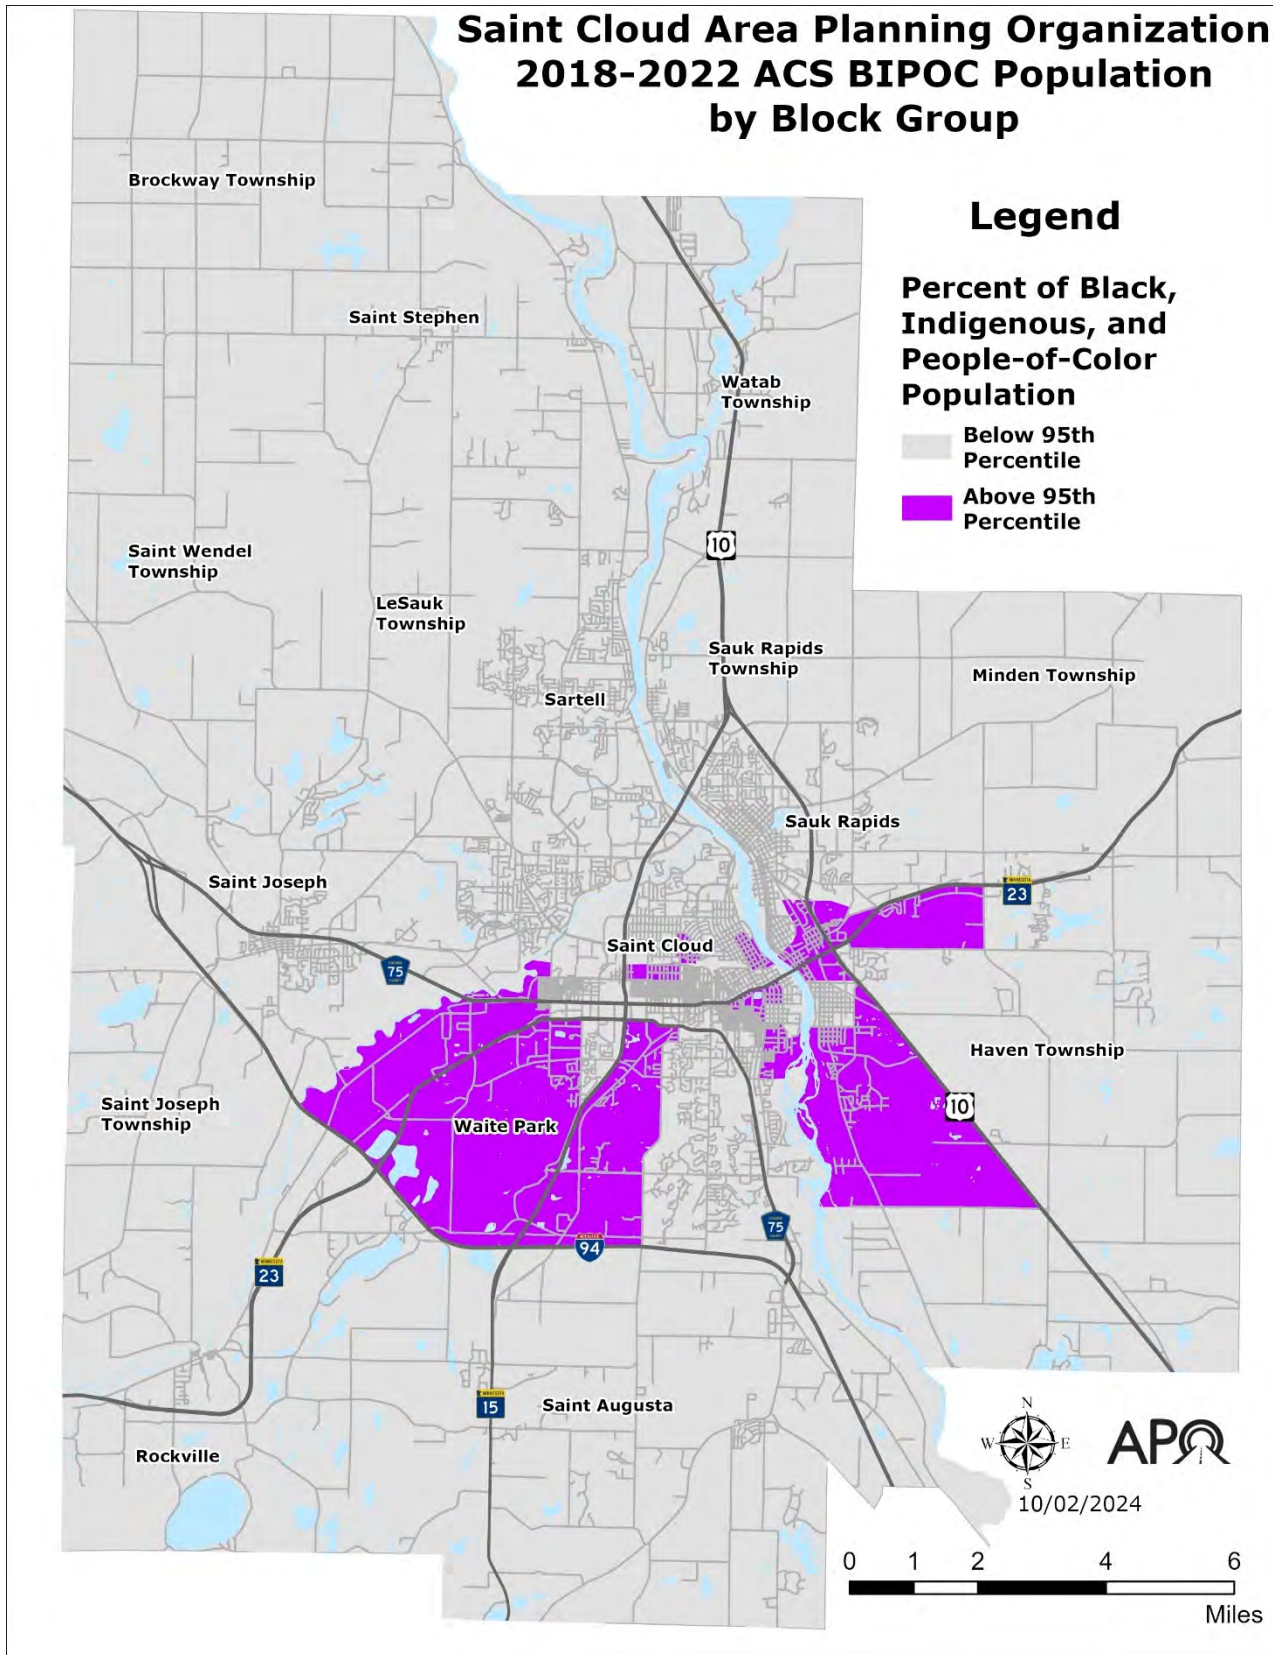 Saint Cloud Area Planning Organization
2018-2022 ACS BIPOC Population
by Block Group
Legend
Percent of Black,
Indigenous, and
People-of-Color
Population
Below 95th
Percentile
Above 95th
Percentile
Brockway Township
Saint Stephen
Watab
Township
10
Saint Wendel
Township
LeSauk
Township
Sauk Rapids
Township
Minden Township
Sartell
Sauk Rapids
Saint Joseph
MINNESOTA
23
Saint Cloud
75
Haven Township
10
Saint Joseph
Township
Waite Park
75
94
MINNESOTA
23
MINNESOTA
15
Saint Augusta
Rockville
N
W
E
S
APO
10/02/2024
0 1 2 4 6
Miles